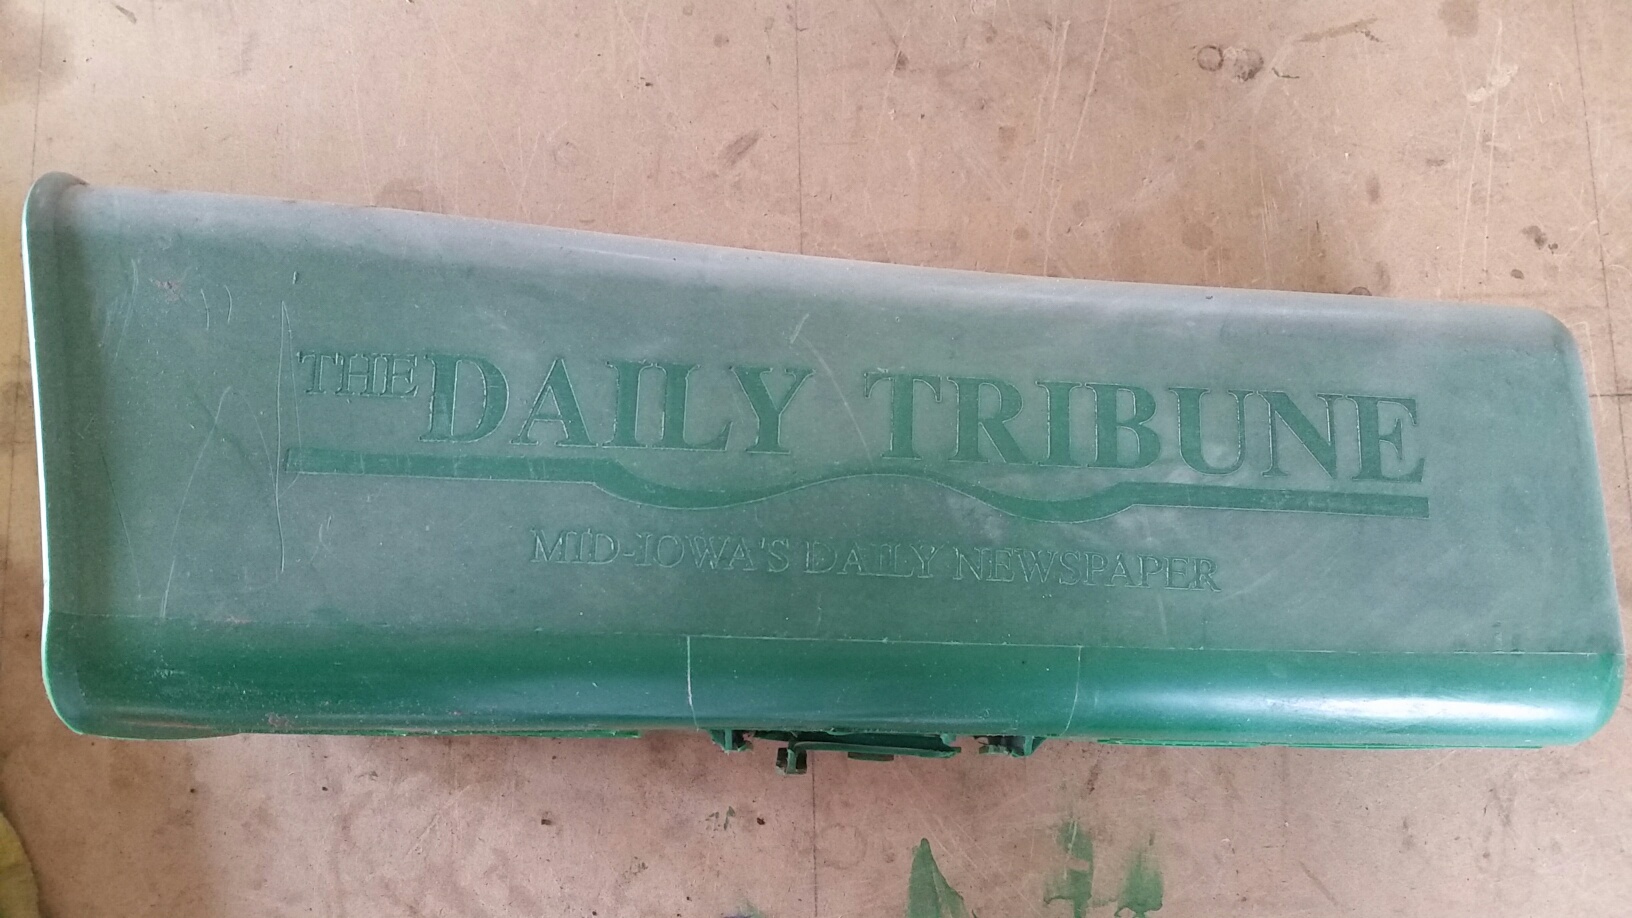 THE DAILY TRIBUNE
MID-IOWA'S DAILY NEWSPAPER